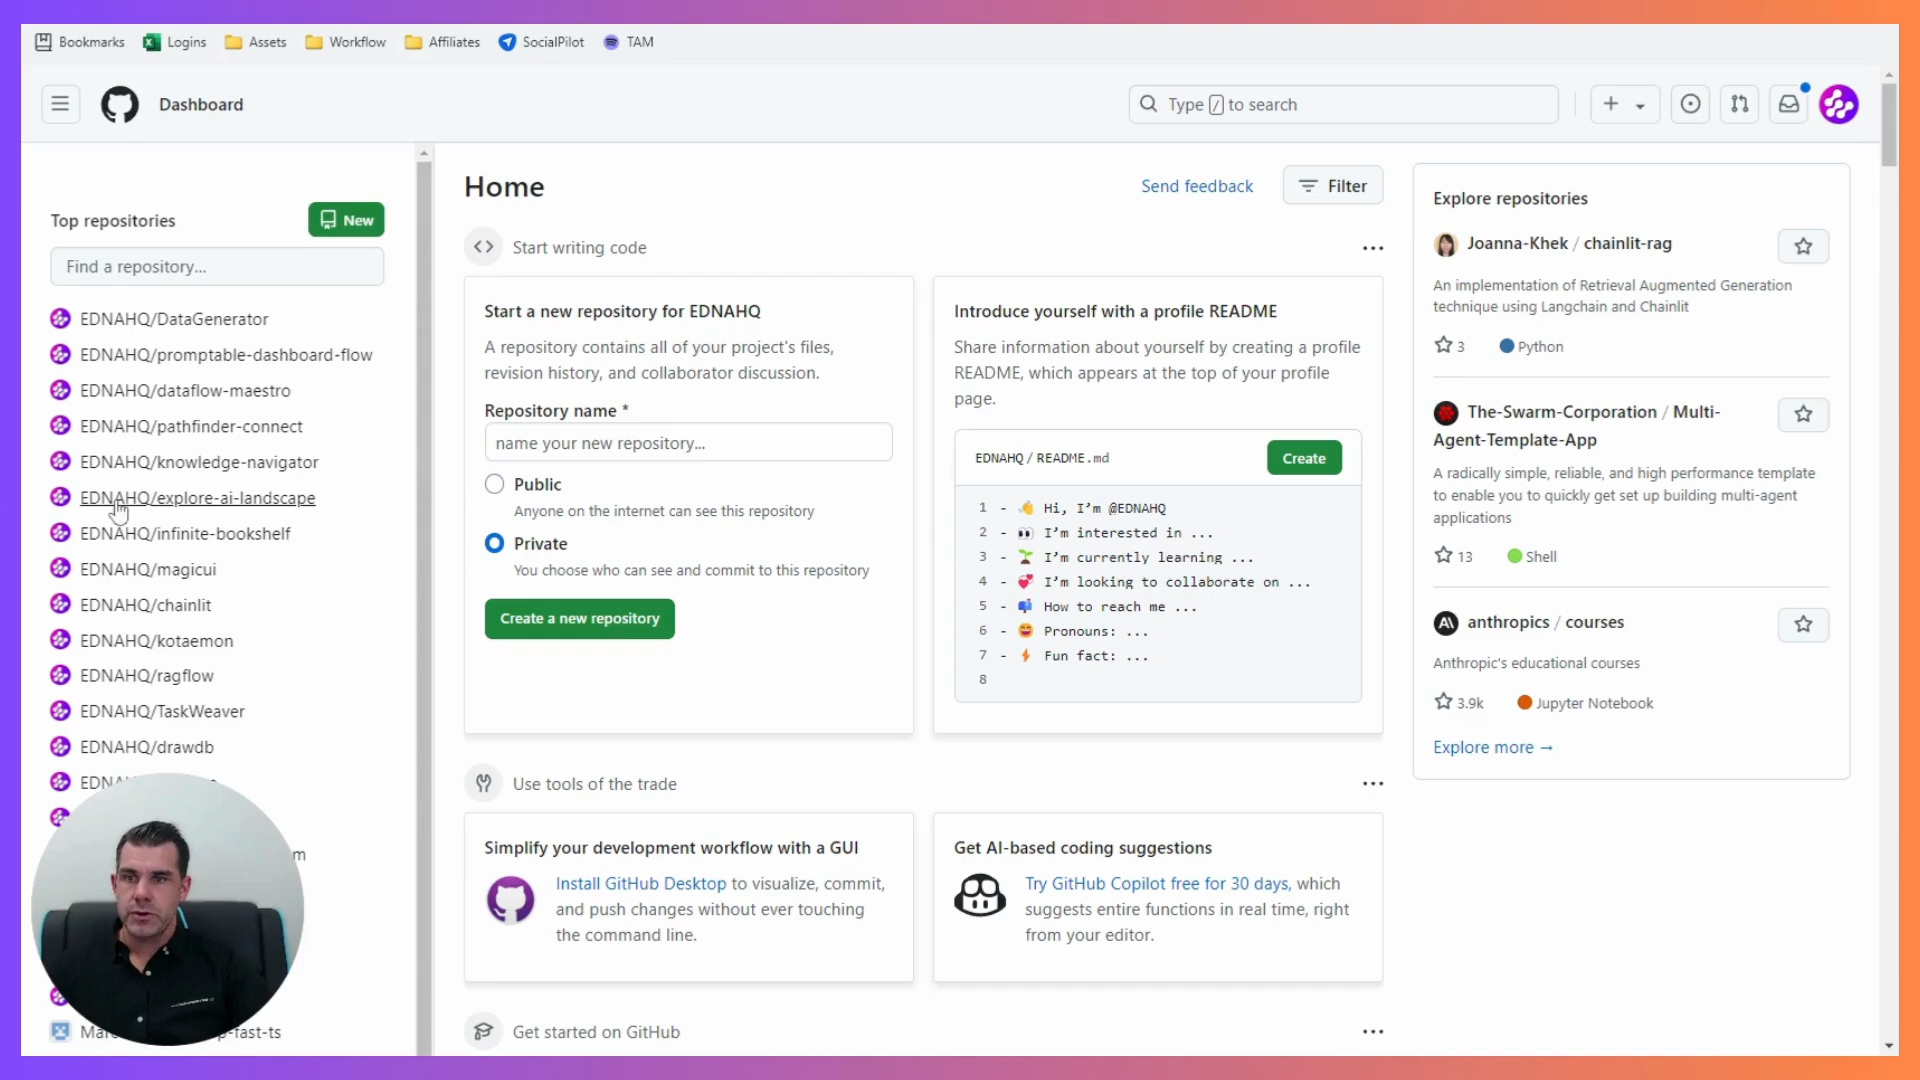 Bookmarks Logins Assets Workflow Affiliates SocialPilot TAM
Dashboard
Type / to search
Top repositories
New
Find a repository...
EDNAHQ/DataGenerator
EDNAHQ/promptable-dashboard-flow
EDNAHQ/dataflow-maestro
EDNAHQ/pathfinder-connect
EDNAHQ/knowledge-navigator
EDNAHQ/explore-ai-landscape
EDNAHQ/infinite-bookshelf
EDNAHQ/magicui
EDNAHQ/chainlit
EDNAHQ/kotaemon
EDNAHQ/ragflow
EDNAHQ/TaskWeaver
EDNAHQ/drawdb
Home
Send feedback
Filter
Start writing code
Start a new repository for EDNAHQ
A repository contains all of your project's files,
revision history, and collaborator discussion.
Repository name *
name your new repository...
Public
Anyone on the internet can see this repository
Private
You choose who can see and commit to this repository
Create a new repository
Introduce yourself with a profile README
Share information about yourself by creating a profile
README, which appears at the top of your profile
page.
EDNAHQ / README.md
Create
1 - 👋 Hi, I’m @EDNAHQ
2 - 👀 I’m interested in ...
3 - 🌱 I’m currently learning ...
4 - 💞️ I’m looking to collaborate on ...
5 - 📫 How to reach me ...
6 - 😄 Pronouns: ...
7 - ⚡ Fun fact: ...
8
Use tools of the trade
Simplify your development workflow with a GUI
Install GitHub Desktop to visualize, commit,
and push changes without ever touching
the command line.
Get AI-based coding suggestions
Try GitHub Copilot free for 30 days, which
suggests entire functions in real time, right
from your editor.
Get started on GitHub
Explore repositories
Joanna-Khek / chainlit-rag
An implementation of Retrieval Augmented Generation
technique using Langchain and Chainlit
3 Python
The-Swarm-Corporation / Multi-
Agent-Template-App
A radically simple, reliable, and high performance template
to enable you to quickly get set up building multi-agent
applications
13 Shell
anthropics / courses
Anthropic's educational courses
3.9k Jupyter Notebook
Explore more →